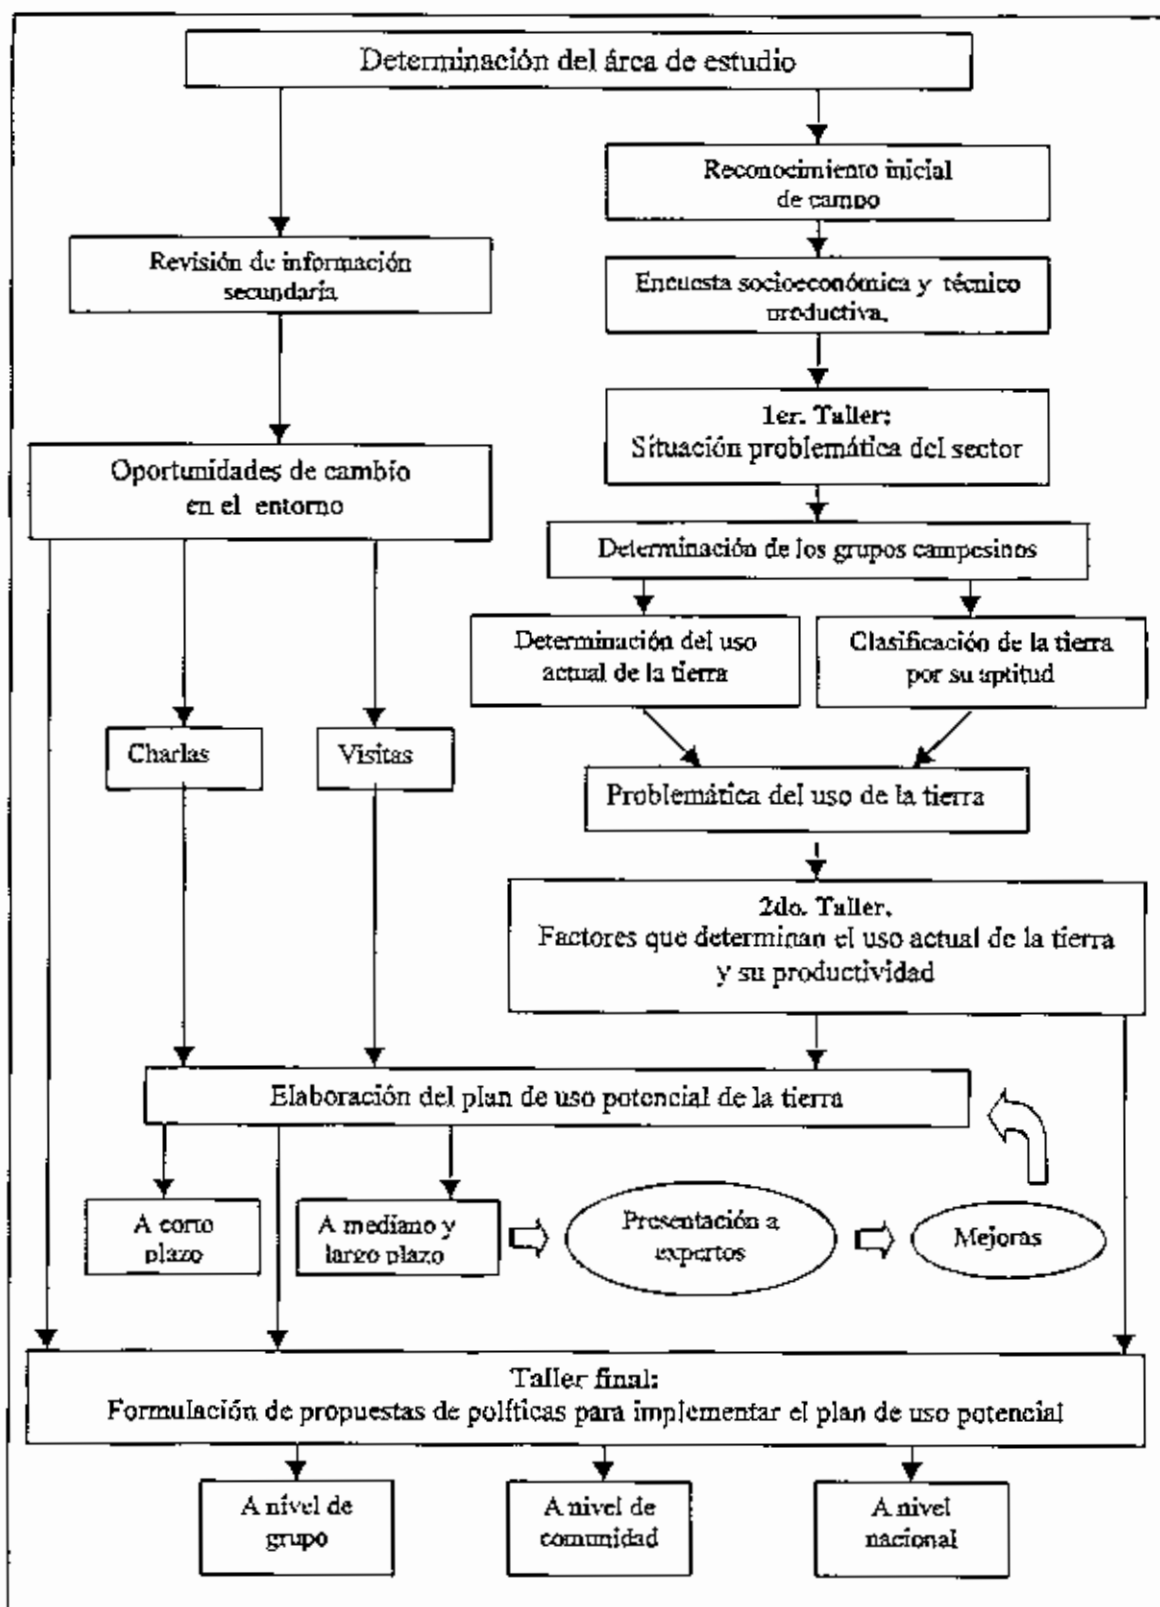 Determinación del área de estudio
Reconocimiento inicial
de campo
Revisión de información
secundaria
Encuesta socioeconómica y técnico
productiva.
1er. Taller:
Situación problemática del sector
Oportunidades de cambio
en el entorno
Determinación de los grupos campesinos
Determinación del uso
actual de la tierra
Clasificación de la tierra
por su aptitud
Charlas
Visitas
Problemática del uso de la tierra
2do. Taller.
Factores que determinan el uso actual de la tierra
y su productividad
Elaboración del plan de uso potencial de la tierra
A corto
plazo
A mediano y
largo plazo
Presentación a
expertos
Mejoras
Taller final:
Formulación de propuestas de políticas para implementar el plan de uso potencial
A nivel de
grupo
A nivel de
comunidad
A nivel
nacional